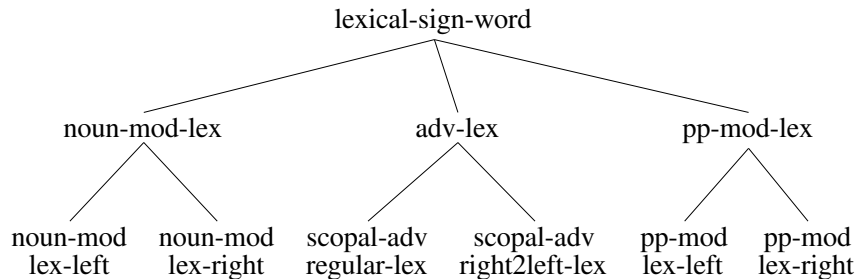 lexical-sign-word
noun-mod-lex adv-lex pp-mod-lex
noun-mod noun-mod scopal-adv scopal-adv pp-mod pp-mod
lex-left lex-right regular-lex right2left-lex lex-left lex-right